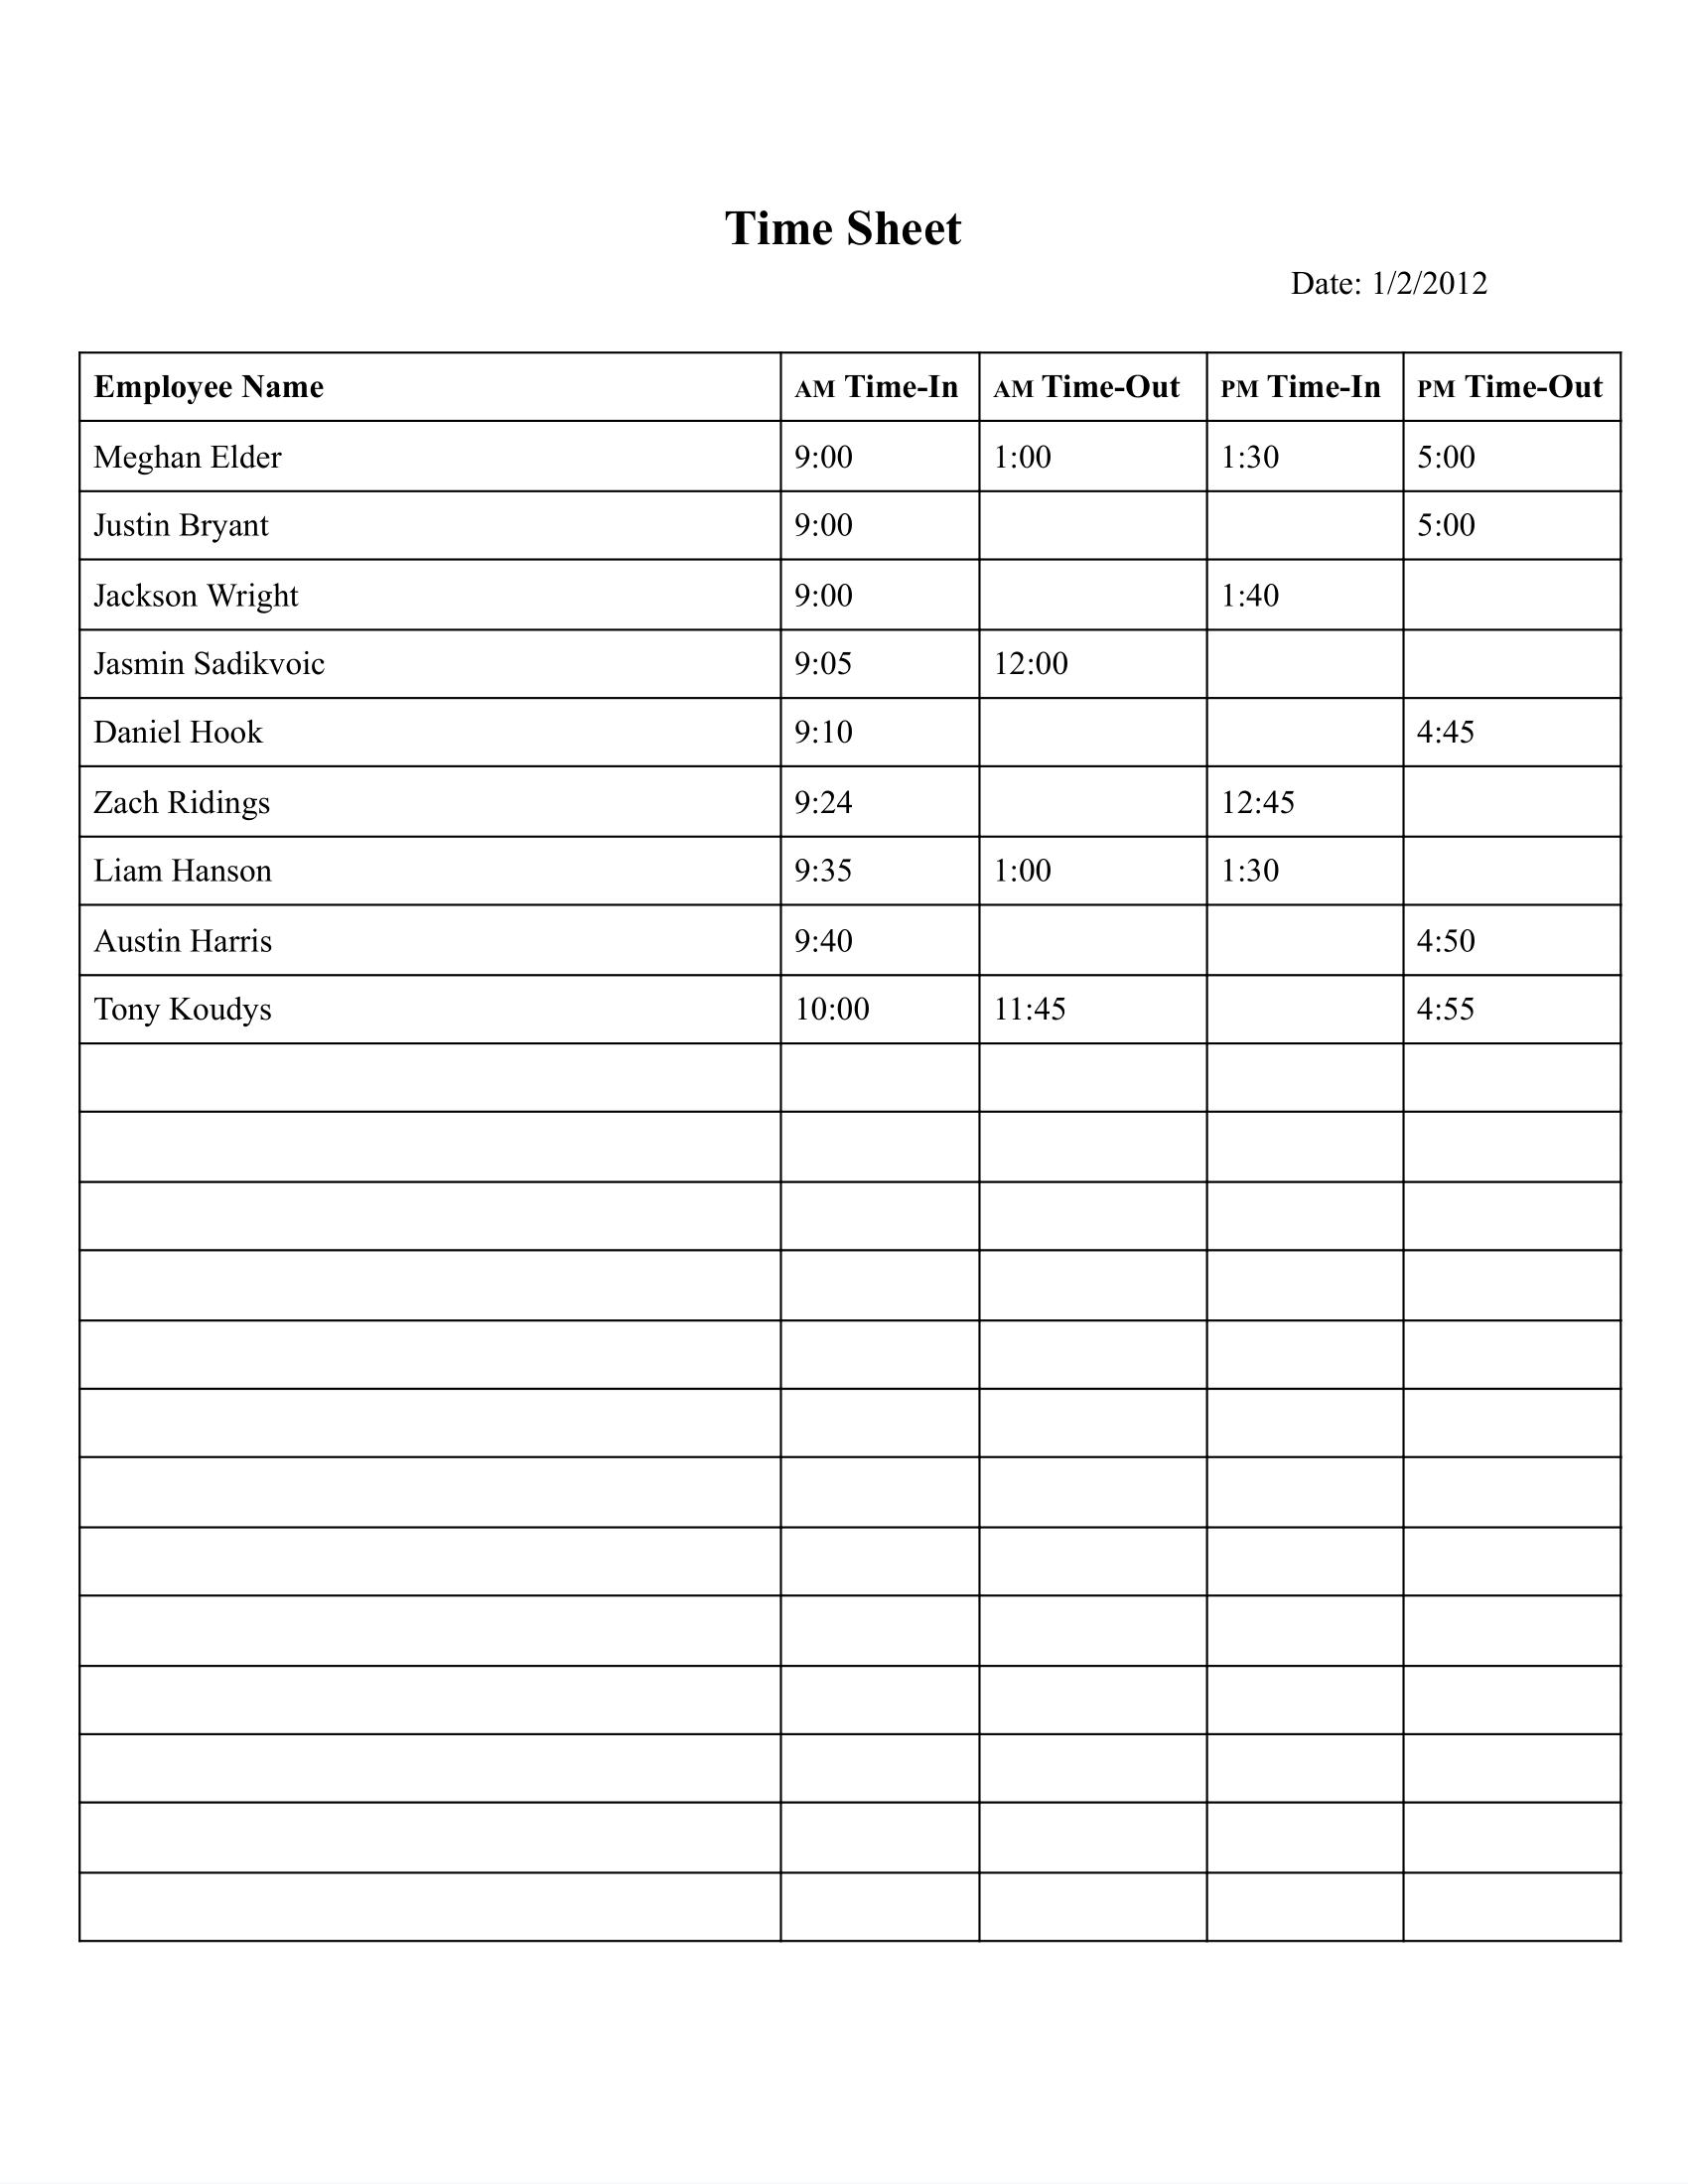 Time Sheet
Date: 1/2/2012
Employee Name AM Time-In AM Time-Out PM Time-In PM Time-Out
Meghan Elder 9:00 1:00 1:30 5:00
Justin Bryant 9:00 5:00
Jackson Wright 9:00 1:40
Jasmin Sadikvoic 9:05 12:00
Daniel Hook 9:10 4:45
Zach Ridings 9:24 12:45
Liam Hanson 9:35 1:00 1:30
Austin Harris 9:40 4:50
Tony Koudys 10:00 11:45 4:55